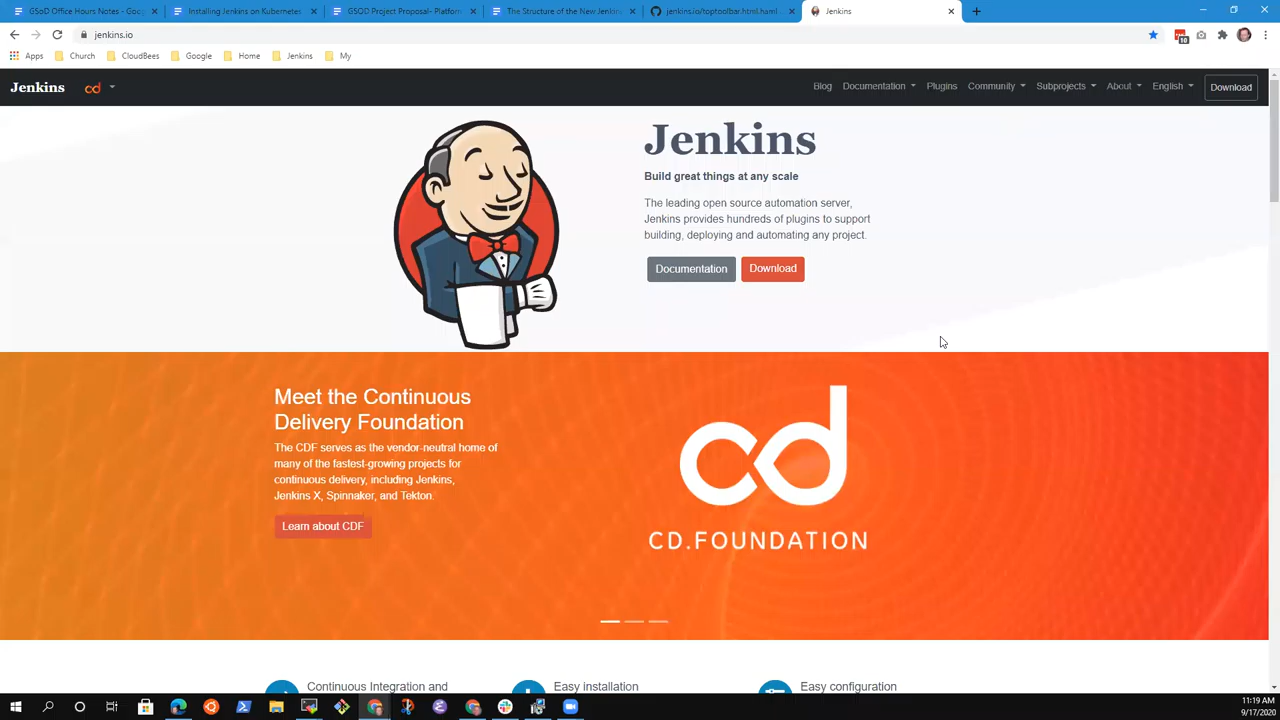 GSoD Office Hours Notes - Goo
Installing Jenkins on Kubernetes
GSOD Project Proposal- Platform
The Structure of the New Jenkins
jenkins.io/toptoolbar.html.haml
Jenkins
jenkins.io
10
Apps
Church
CloudBees
Google
Home
Jenkins
My
Jenkins
cd
Blog
Documentation
Plugins
Community
Subprojects
About
English
Download
Jenkins
Build great things at any scale
The leading open source automation server,
Jenkins provides hundreds of plugins to support
building, deploying and automating any project.
Documentation
Download
Meet the Continuous
Delivery Foundation
The CDF serves as the vendor-neutral home of
many of the fastest-growing projects for
continuous delivery, including Jenkins,
Jenkins X, Spinnaker, and Tekton.
Learn about CDF
cd
CD.FOUNDATION
Continuous Integration and
Easy installation
Easy configuration
11:19 AM
9/17/2020